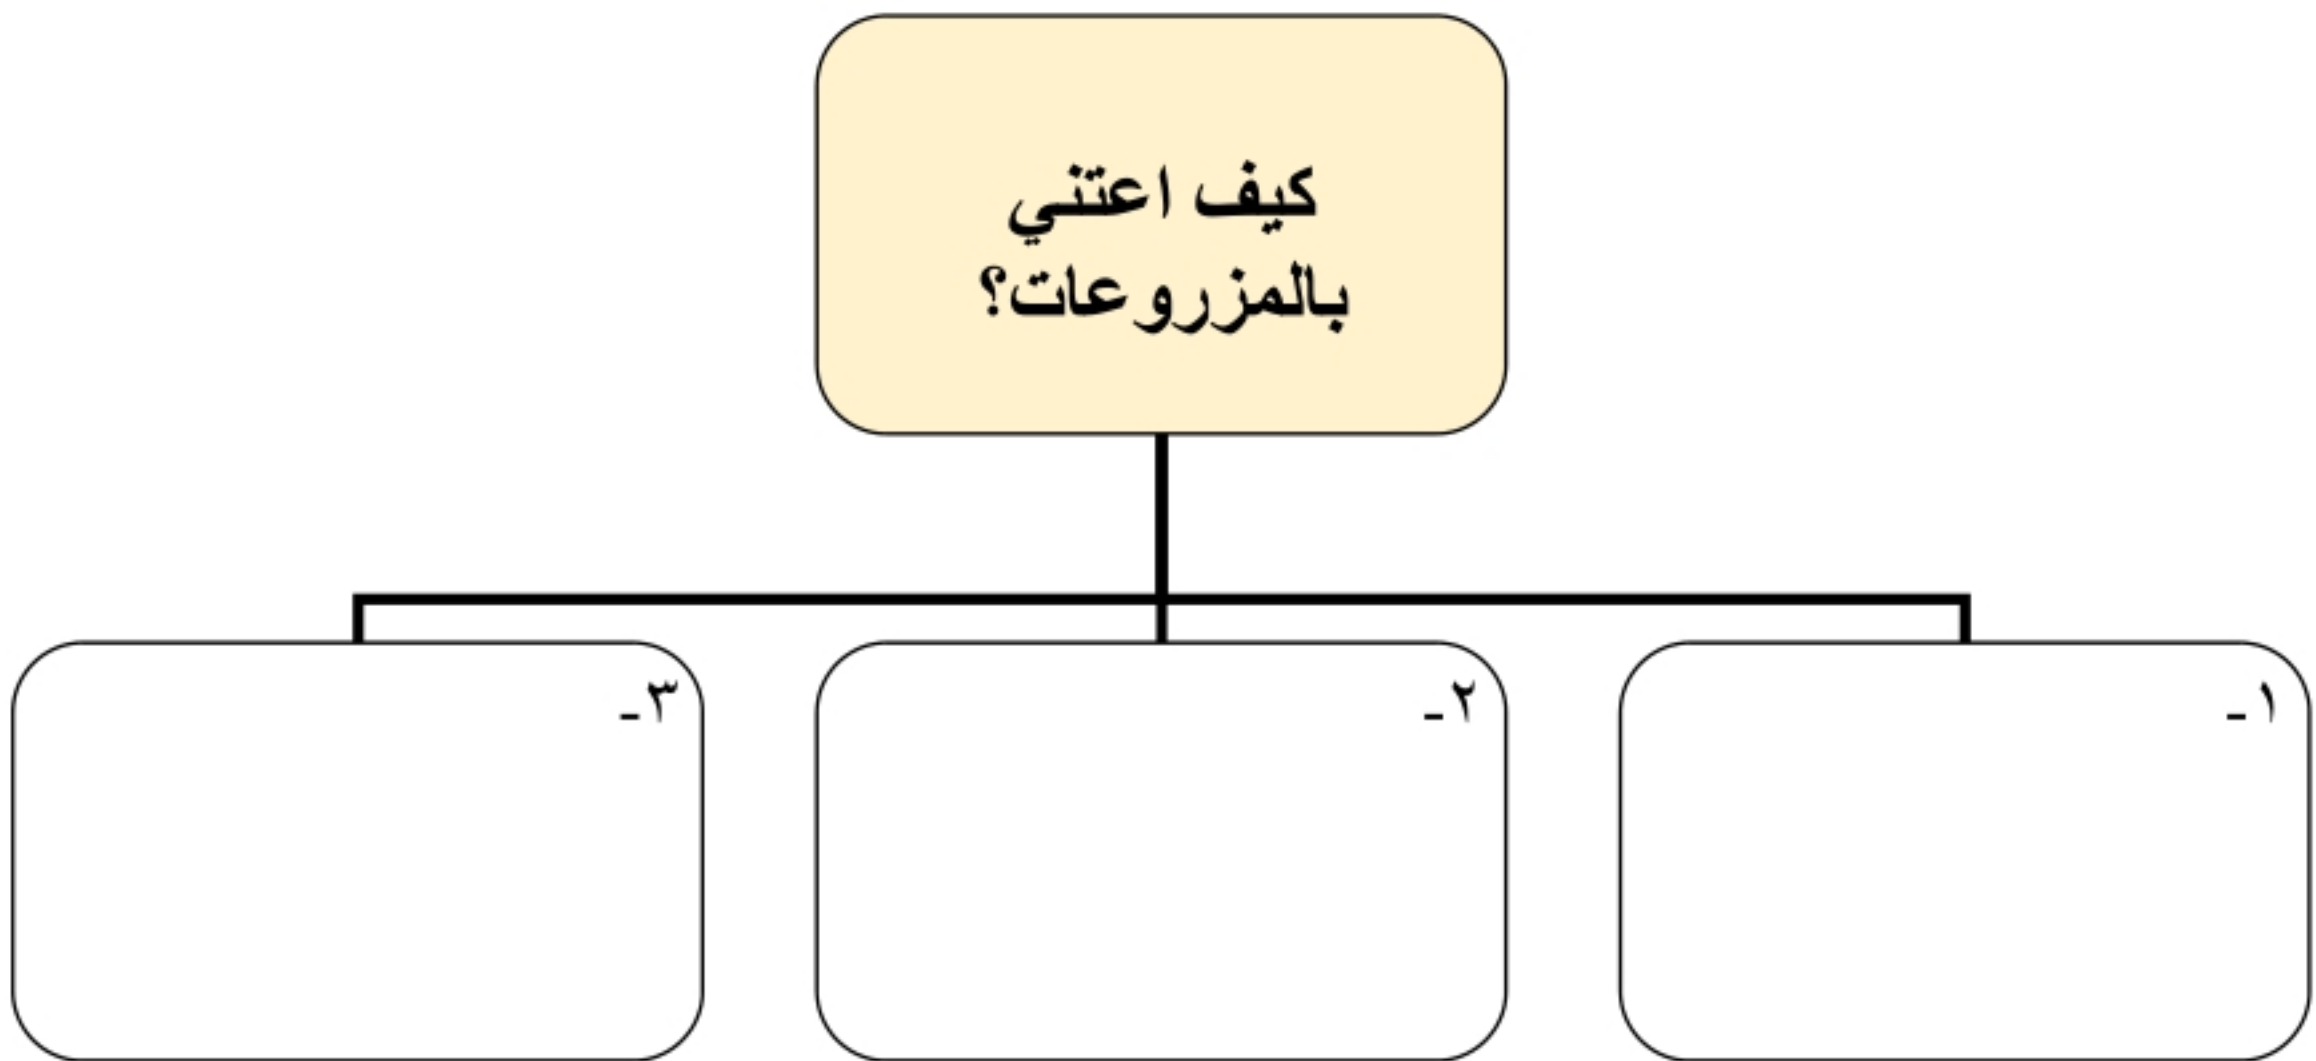 كيف اعتني
بالمزروعات؟
١-
٢-
٣-